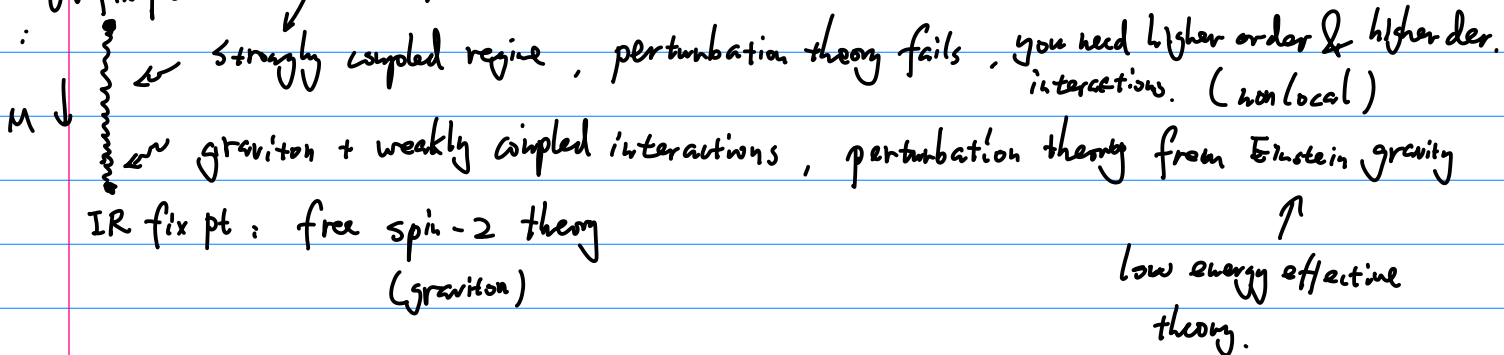 strongly coupled regime, perturbation theory fails, you need higher order & higher der.
interactions. (nonlocal)
M
graviton + weakly coupled interactions, perturbation theory from Einstein gravity
IR fix pt: free spin-2 theory
(graviton)
low energy effective
theory.